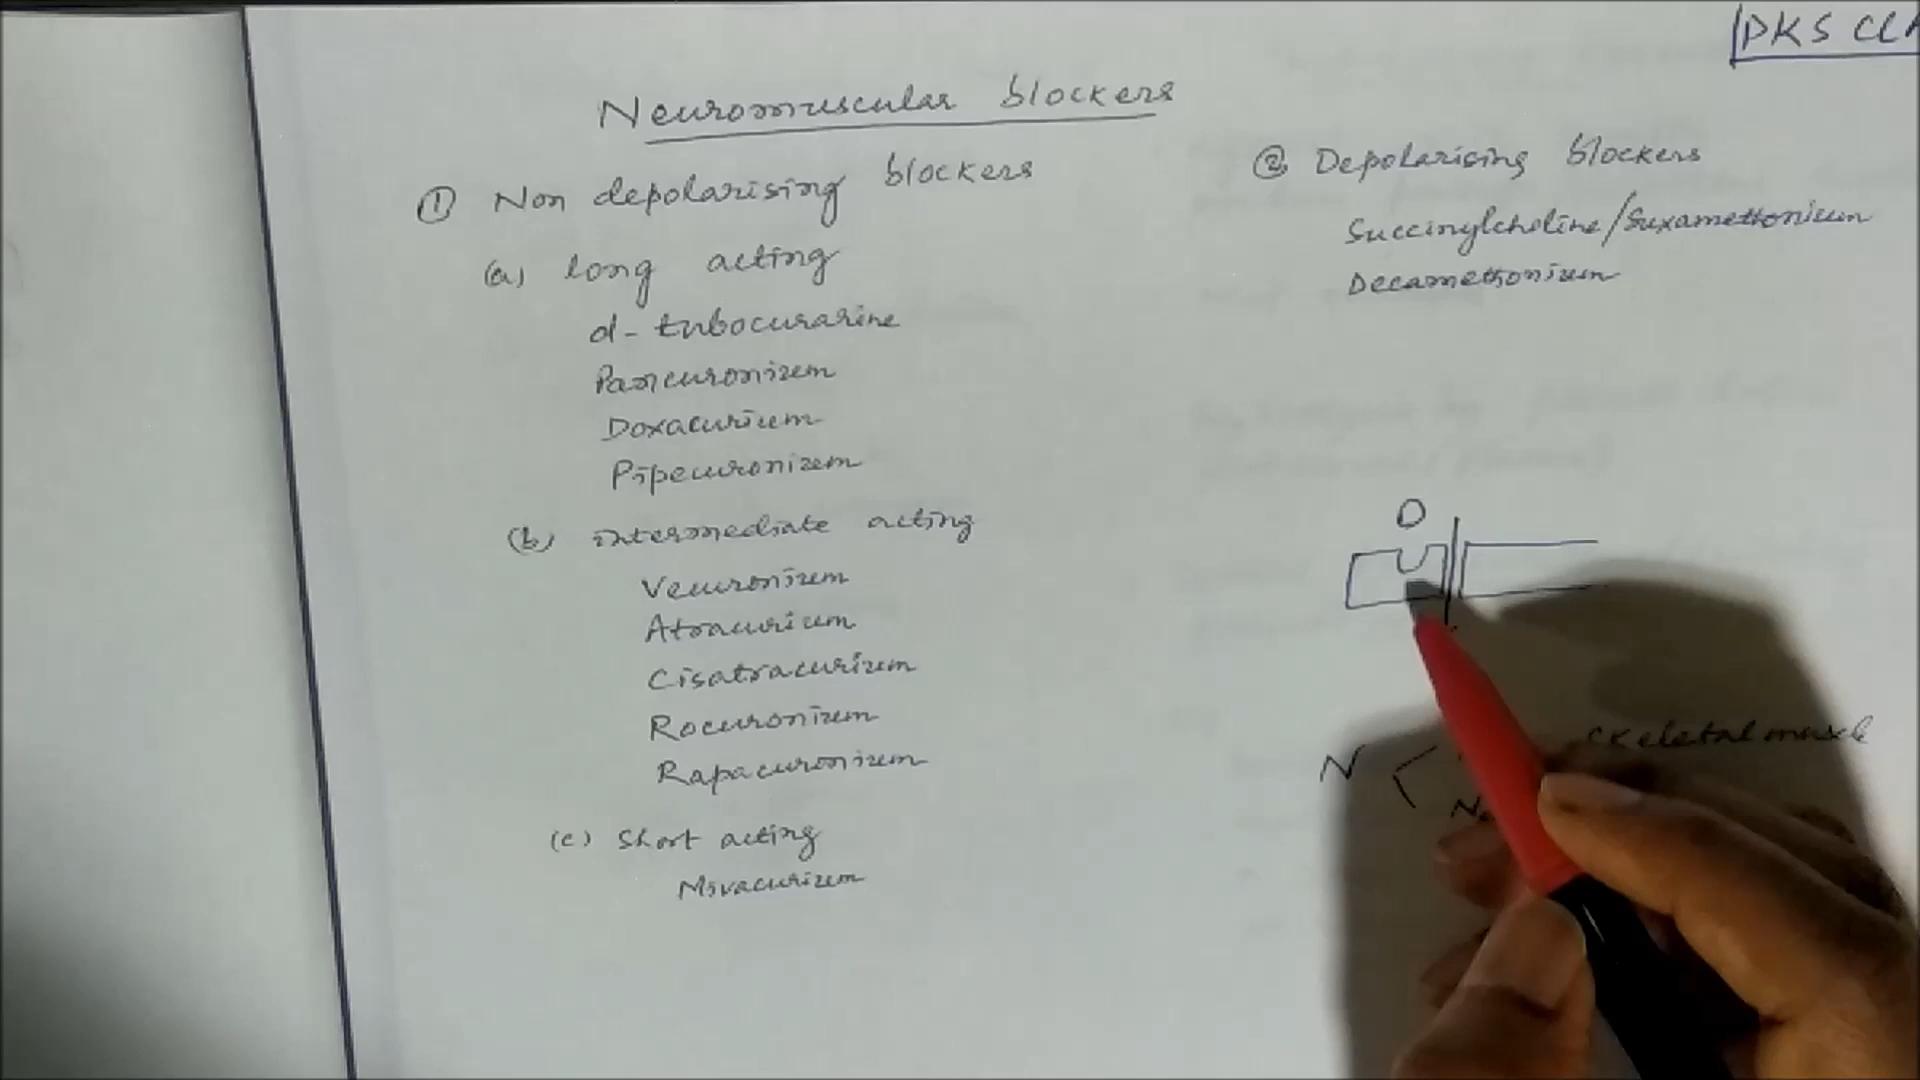 PKS CLA
Neuromuscular blockers
① Non depolarising blockers
(a) long acting
d-tubocurarine
Pancuronium
Doxacurium
Pipecuronium
(b) intermediate acting
Vecuronium
Atracurium
Cisatracurium
Rocuronium
Rapacuronium
(c) Short acting
Mivacurium
② Depolarising blockers
Succinylcholine/Suxamethonium
Decamethonium
N
skeletal muscle